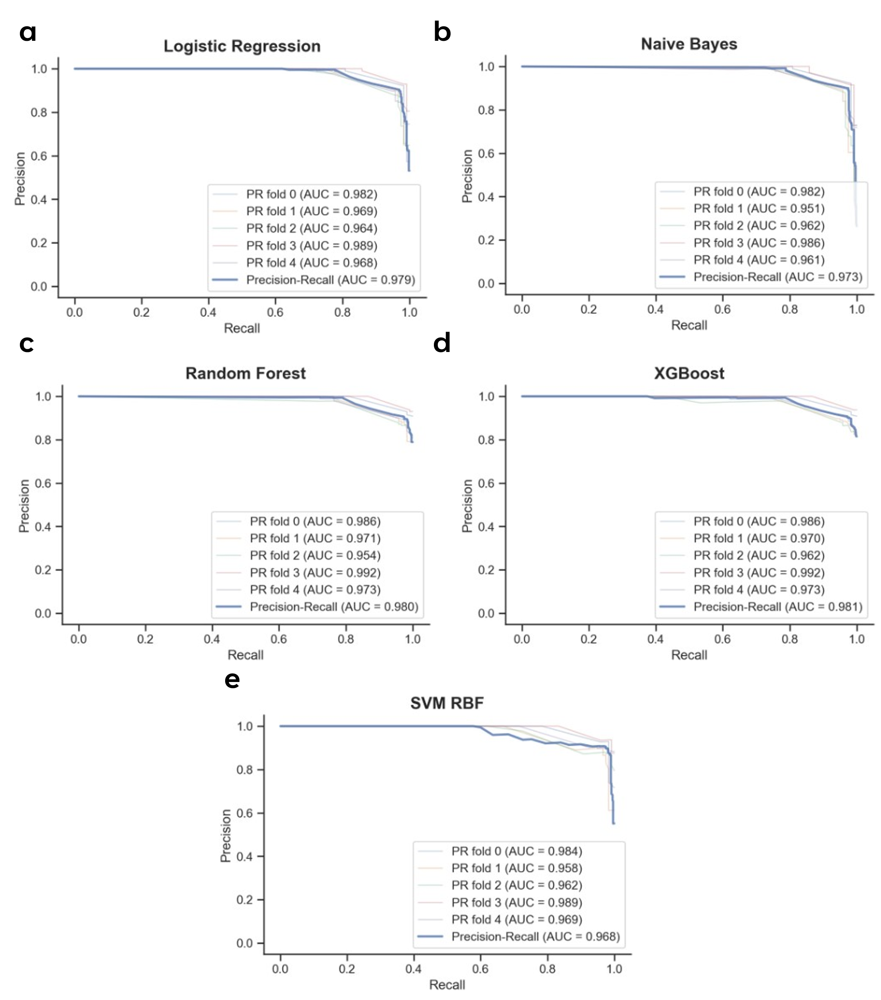 a
Logistic Regression
1.0
0.8
0.6
0.4
0.2
0.0
Precision
PR fold 0 (AUC = 0.982)
PR fold 1 (AUC = 0.969)
PR fold 2 (AUC = 0.964)
PR fold 3 (AUC = 0.989)
PR fold 4 (AUC = 0.968)
Precision-Recall (AUC = 0.979)
0.0 0.2 0.4 0.6 0.8 1.0
Recall
b
Naive Bayes
1.0
0.8
0.6
0.4
0.2
0.0
Precision
PR fold 0 (AUC = 0.982)
PR fold 1 (AUC = 0.951)
PR fold 2 (AUC = 0.962)
PR fold 3 (AUC = 0.986)
PR fold 4 (AUC = 0.961)
Precision-Recall (AUC = 0.973)
0.0 0.2 0.4 0.6 0.8 1.0
Recall
c
Random Forest
1.0
0.8
0.6
0.4
0.2
0.0
Precision
PR fold 0 (AUC = 0.986)
PR fold 1 (AUC = 0.971)
PR fold 2 (AUC = 0.954)
PR fold 3 (AUC = 0.992)
PR fold 4 (AUC = 0.973)
Precision-Recall (AUC = 0.980)
0.0 0.2 0.4 0.6 0.8 1.0
Recall
d
XGBoost
1.0
0.8
0.6
0.4
0.2
0.0
Precision
PR fold 0 (AUC = 0.986)
PR fold 1 (AUC = 0.970)
PR fold 2 (AUC = 0.962)
PR fold 3 (AUC = 0.992)
PR fold 4 (AUC = 0.973)
Precision-Recall (AUC = 0.981)
0.0 0.2 0.4 0.6 0.8 1.0
Recall
e
SVM RBF
1.0
0.8
0.6
0.4
0.2
0.0
Precision
PR fold 0 (AUC = 0.984)
PR fold 1 (AUC = 0.958)
PR fold 2 (AUC = 0.962)
PR fold 3 (AUC = 0.989)
PR fold 4 (AUC = 0.969)
Precision-Recall (AUC = 0.968)
0.0 0.2 0.4 0.6 0.8 1.0
Recall